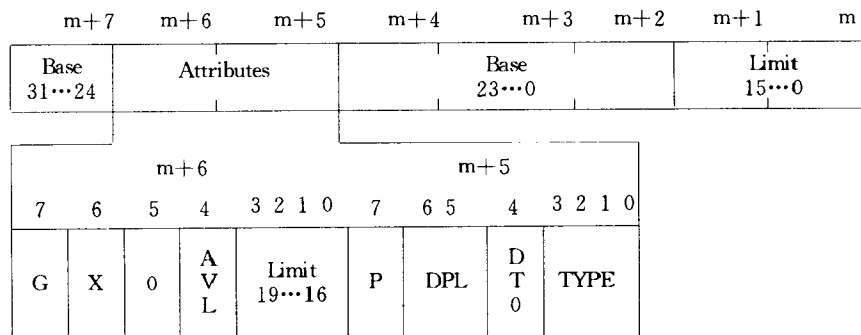 m+7 m+6 m+5 m+4 m+3 m+2 m+1 m
Base Attributes Base Limit
31…24 23…0 15…0
m+6 m+5
7 6 5 4 3 2 1 0 7 6 5 4 3 2 1 0
G X 0 AVL Limit 19…16 P DPL DT0 TYPE